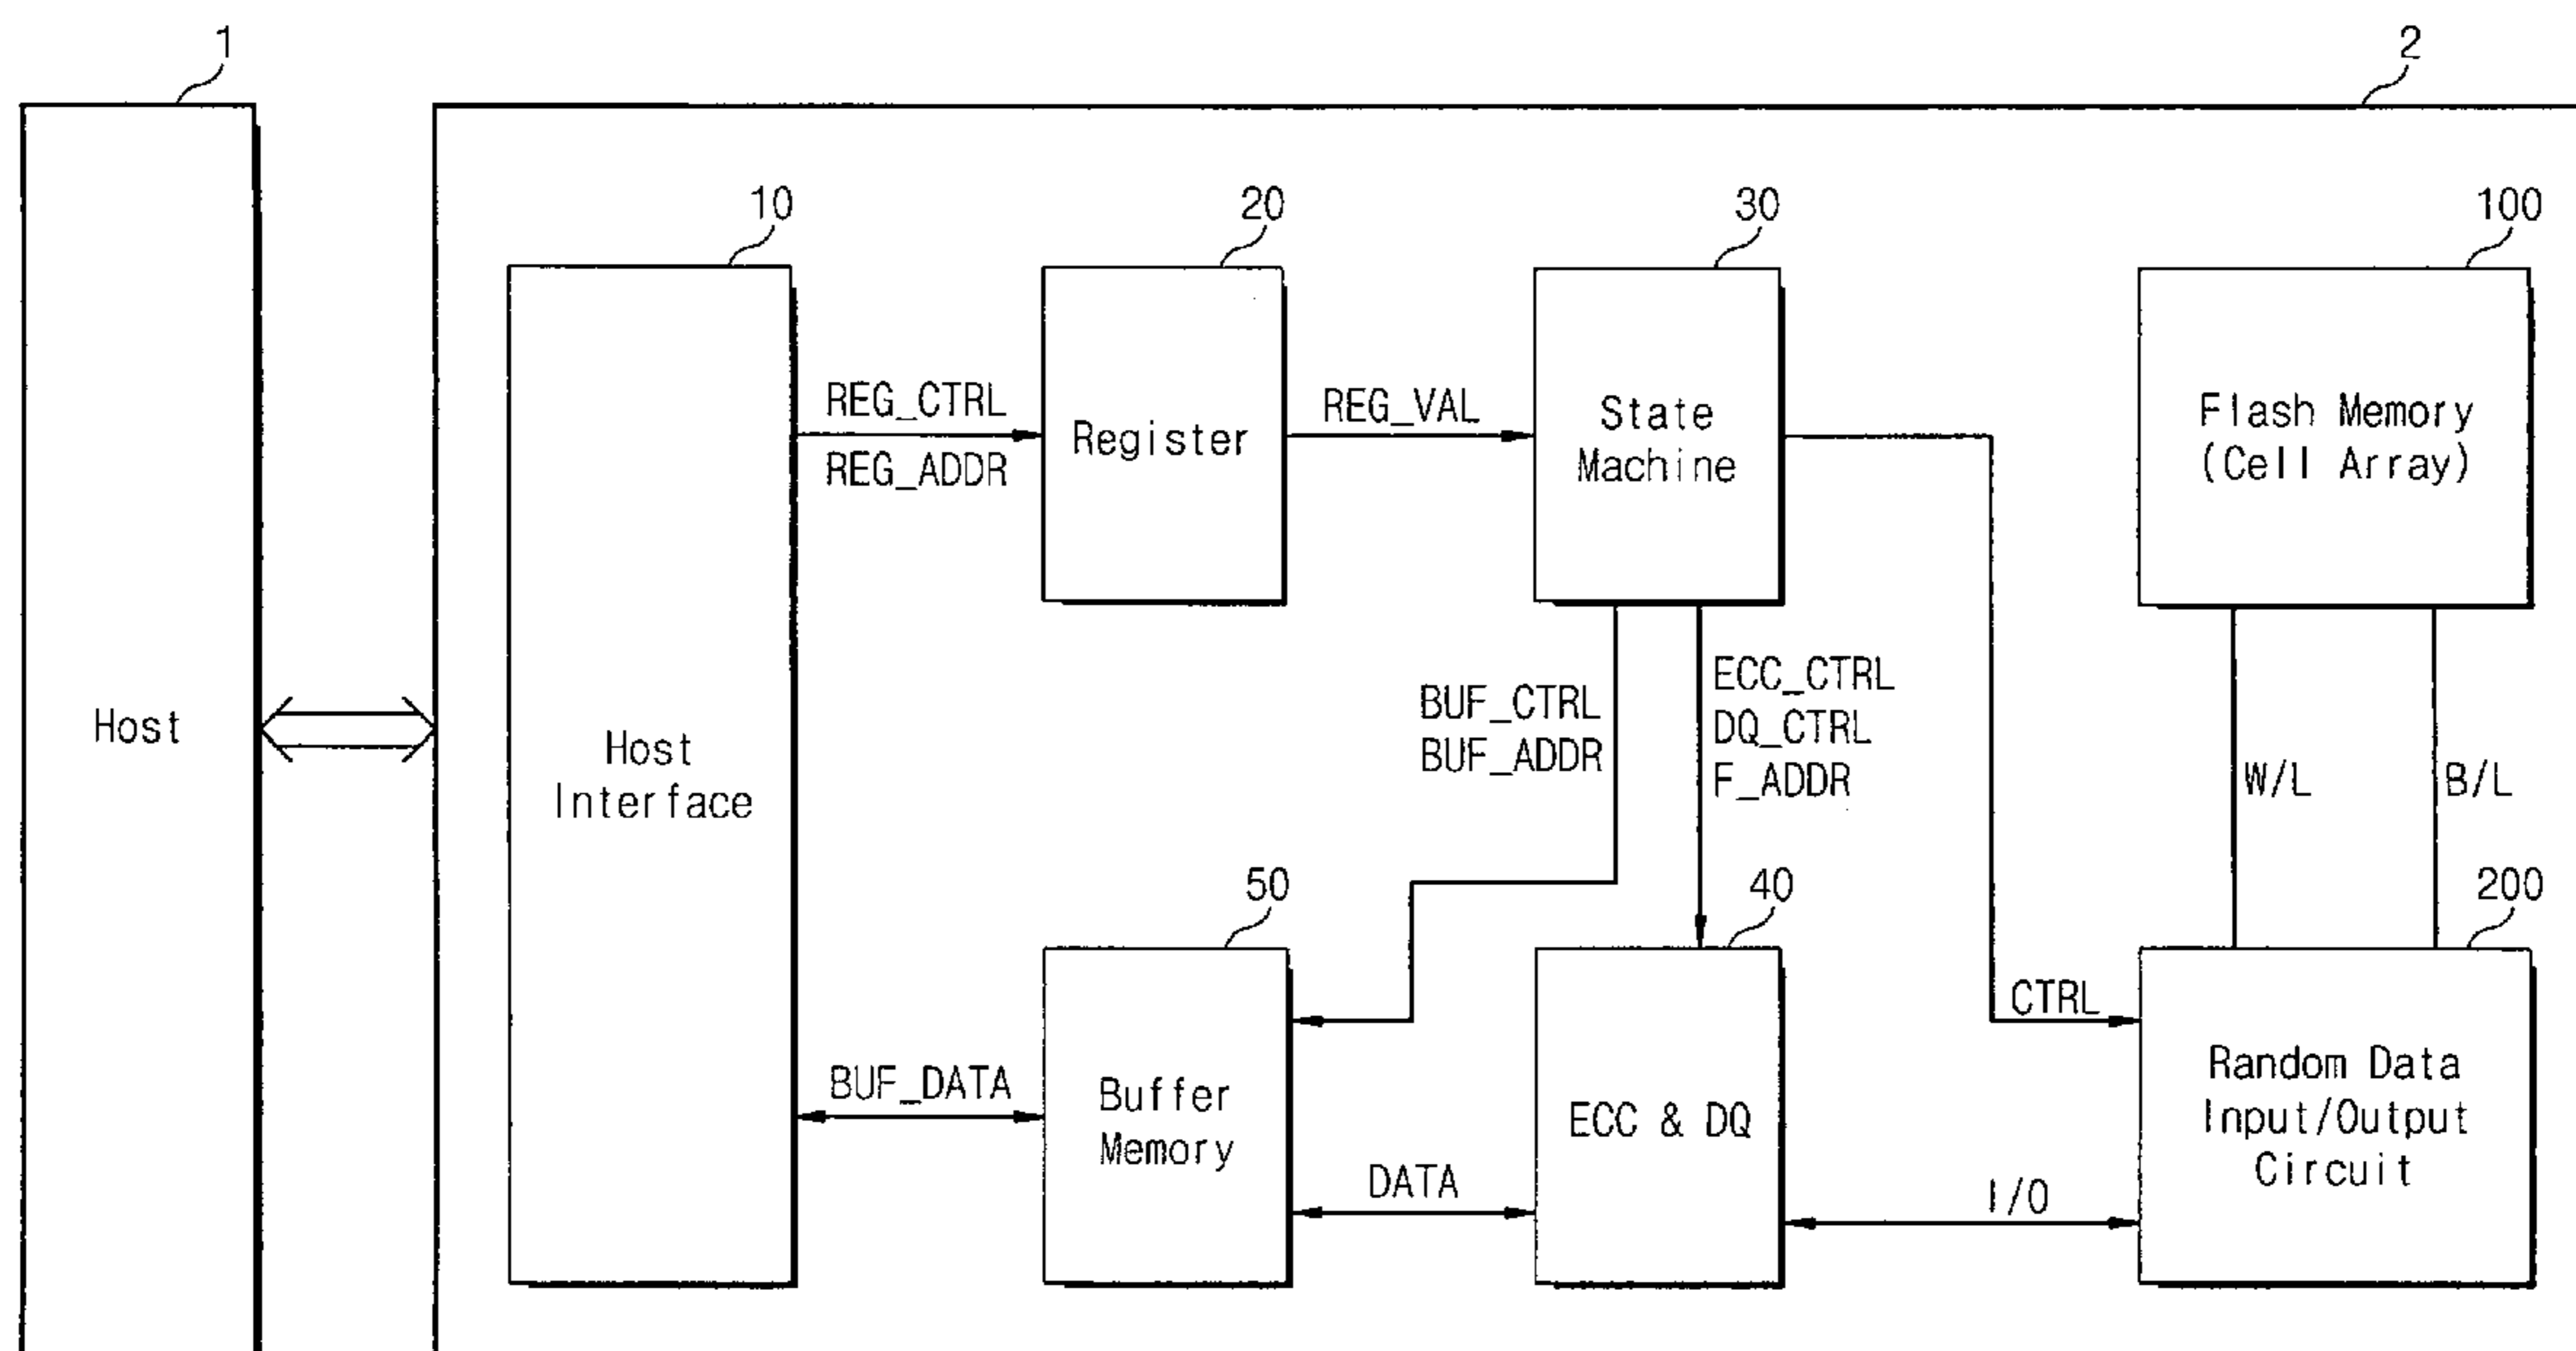 1
2
10
20
30
100
REG_CTRL
REG_ADDR
Register
REG_VAL
State
Machine
Flash Memory
(Cell Array)
Host
Host
Interface
BUF_CTRL
BUF_ADDR
ECC_CTRL
DQ_CTRL
F_ADDR
W/L
B/L
50
40
200
CTRL
BUF_DATA
Buffer
Memory
DATA
ECC & DQ
I/O
Random Data
Input/Output
Circuit